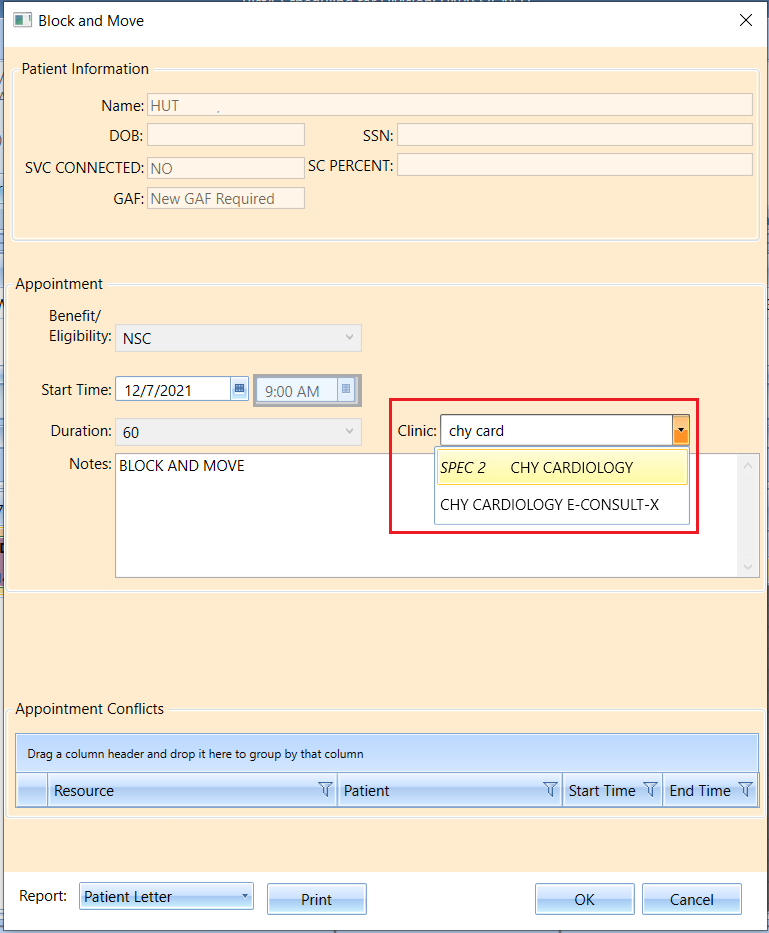 Block and Move
Patient Information
Name: HUT
DOB:
SSN:
SVC CONNECTED: NO
SC PERCENT:
GAF: New GAF Required
Appointment
Benefit/
Eligibility: NSC
Start Time: 12/7/2021 9:00 AM
Duration: 60
Clinic: chy card
SPEC 2 CHY CARDIOLOGY
CHY CARDIOLOGY E-CONSULT-X
Notes: BLOCK AND MOVE
Appointment Conflicts
Drag a column header and drop it here to group by that column
Resource Patient Start Time End Time
Report: Patient Letter Print OK Cancel